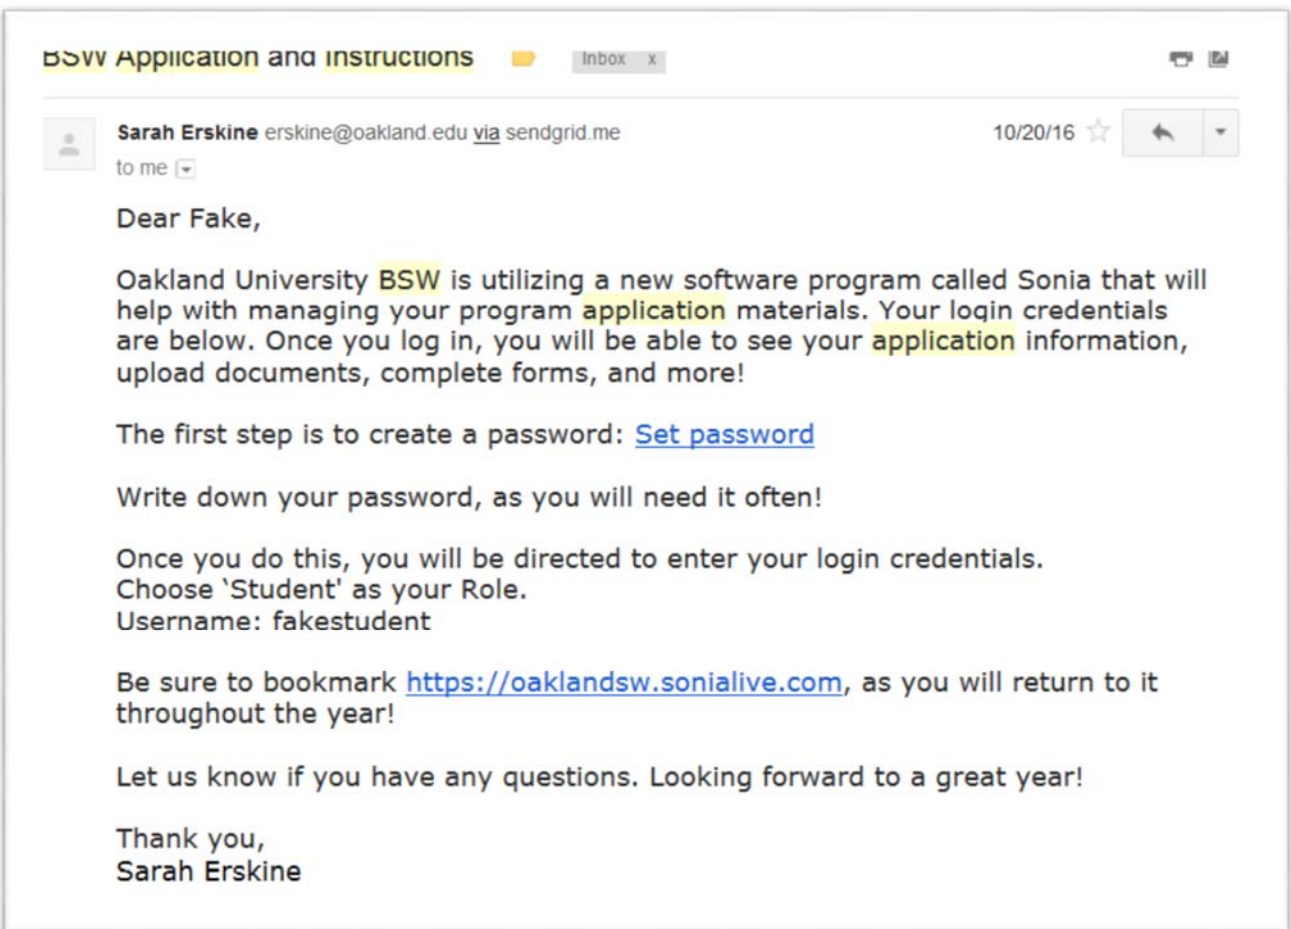 BSW Application and Instructions Inbox x
Sarah Erskine erskine@oakland.edu via sendgrid.me 10/20/16
to me
Dear Fake,
Oakland University BSW is utilizing a new software program called Sonia that will
help with managing your program application materials. Your login credentials
are below. Once you log in, you will be able to see your application information,
upload documents, complete forms, and more!
The first step is to create a password: Set password
Write down your password, as you will need it often!
Once you do this, you will be directed to enter your login credentials.
Choose `Student' as your Role.
Username: fakestudent
Be sure to bookmark https://oaklandsw.sonialive.com, as you will return to it
throughout the year!
Let us know if you have any questions. Looking forward to a great year!
Thank you,
Sarah Erskine